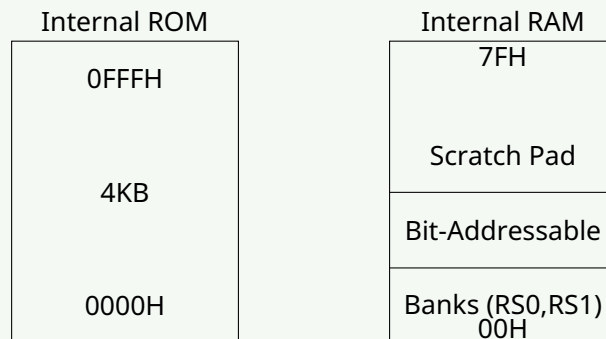 Internal ROM
0FFFH
4KB
0000H
Internal RAM
7FH
Scratch Pad
Bit-Addressable
Banks (RS0,RS1)
00H